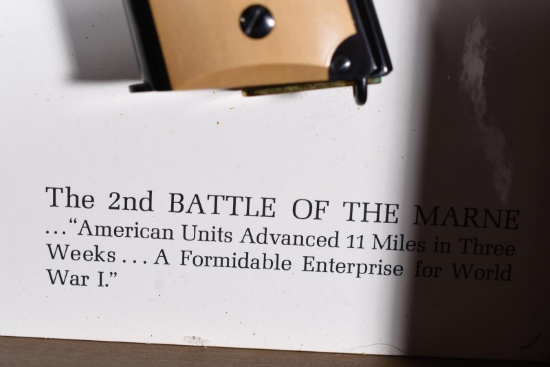 The 2nd BATTLE OF THE MARNE
..."American Units Advanced 11 Miles in Three
Weeks... A Formidable Enterprise for World
War I."